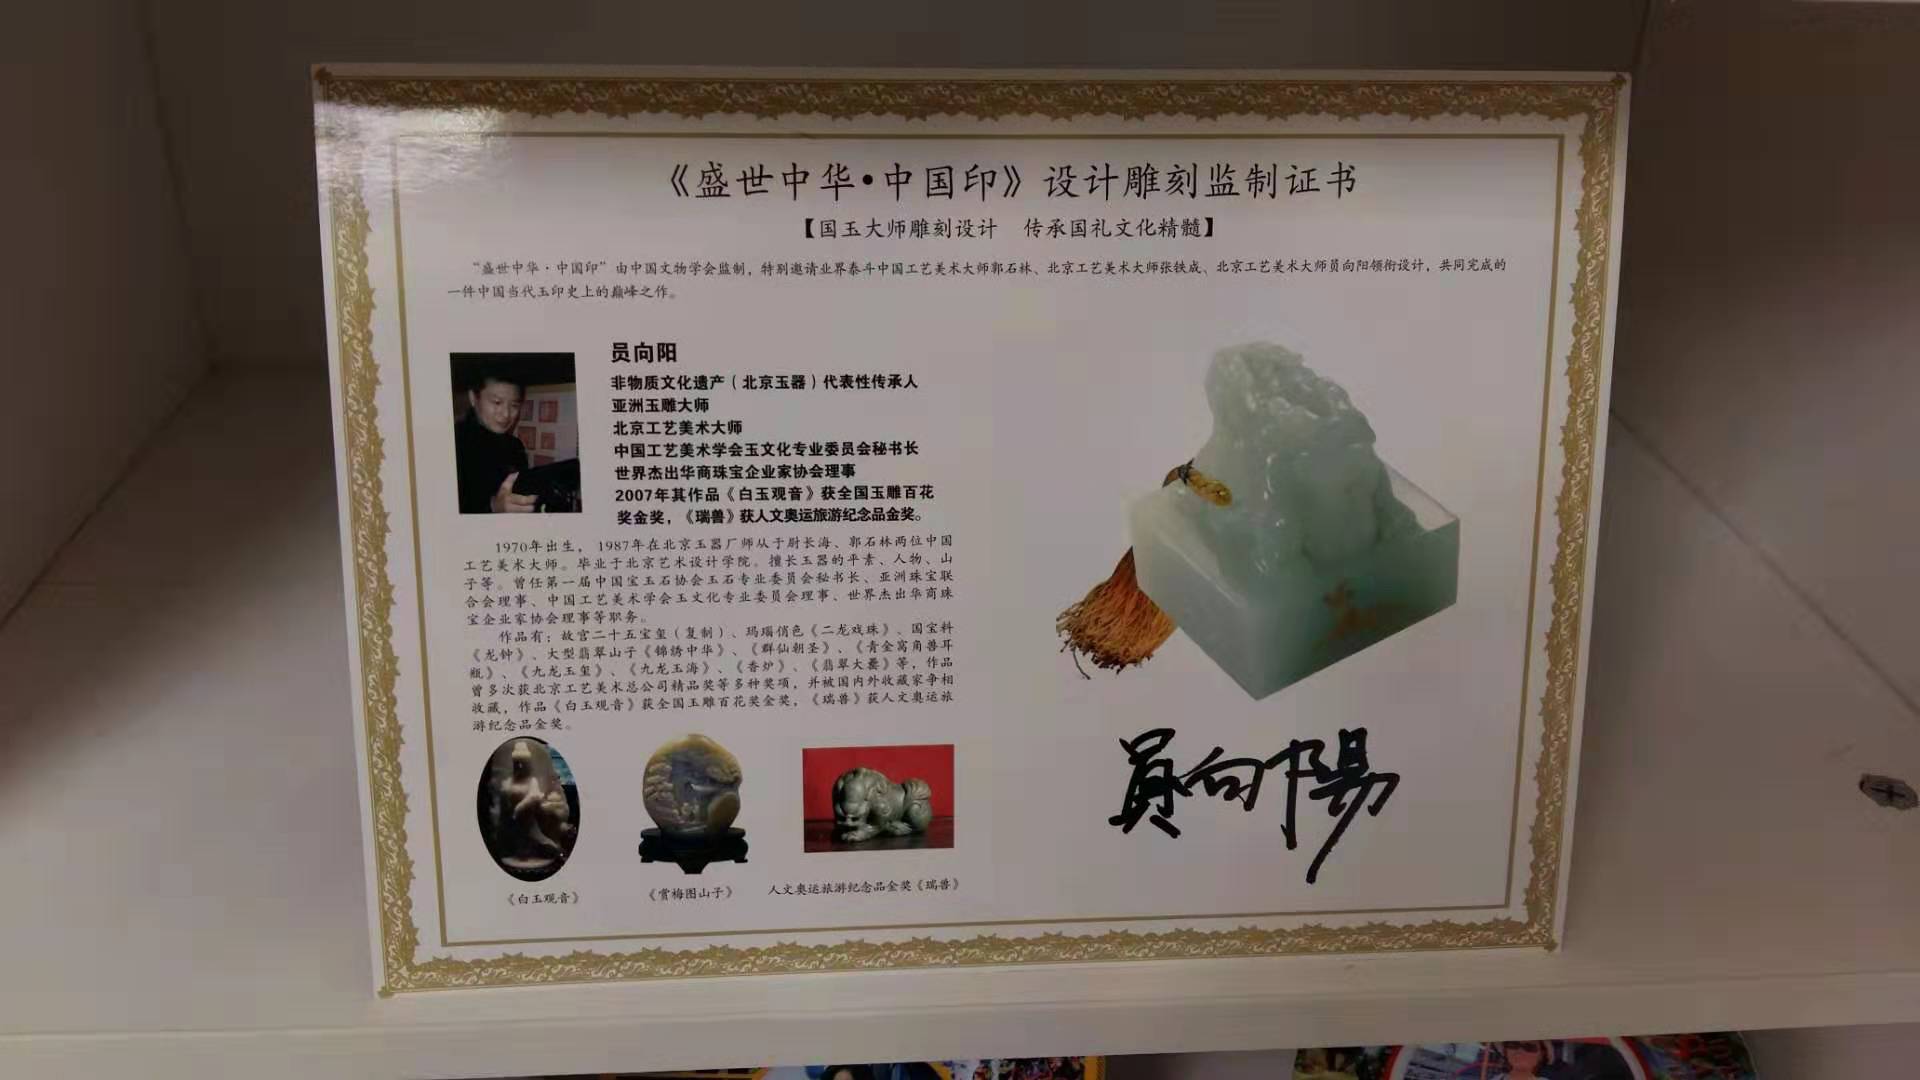 《盛世中华·中国印》设计雕刻监制证书
【国玉大师雕刻设计 传承国礼文化精髓】
“盛世中华·中国印”由中国文物学会监制，特别邀请业界泰斗中国工艺美术大师郭石林、北京工艺美术大师张铁成、北京工艺美术大师员向阳领衔设计，共同完成的
一件中国当代玉印史上的巅峰之作。
员向阳
非物质文化遗产（北京玉器）代表性传承人
亚洲玉雕大师
北京工艺美术大师
中国工艺美术学会玉文化专业委员会秘书长
世界杰出华商珠宝企业家协会理事
2007年其作品《白玉观音》获全国玉雕百花
奖金奖，《瑞兽》获人文奥运旅游纪念品金奖。
1970年出生，1987年在北京玉器厂师从于尉长海、郭石林两位中国
工艺美术大师。毕业于北京艺术设计学院。擅长玉器的平素、人物、山
子等。曾任第一届中国宝玉石协会玉石专业委员会秘书长、亚洲珠宝联
合会理事、中国工艺美术学会玉文化专业委员会理事、世界杰出华商珠
宝企业家协会理事等职务。
作品有：故宫二十五宝玺（复制）、玛瑙俏色《二龙戏珠》、国宝料
《龙钟》、大型翡翠山子《锦绣中华》、《群仙朝圣》、《青金窝角兽耳
瓶》、《九龙玉玺》、《九龙玉海》、《香炉》、《翡翠大囊》等，作品
曾多次获北京工艺美术总公司精品奖等多种奖项，并被国内外收藏家争相
收藏，作品《白玉观音》获全国玉雕百花奖金奖，《瑞兽》获人文奥运旅
游纪念品金奖。
員向陽
《白玉观音》
《赏梅图山子》
人文奥运旅游纪念品金奖《瑞兽》